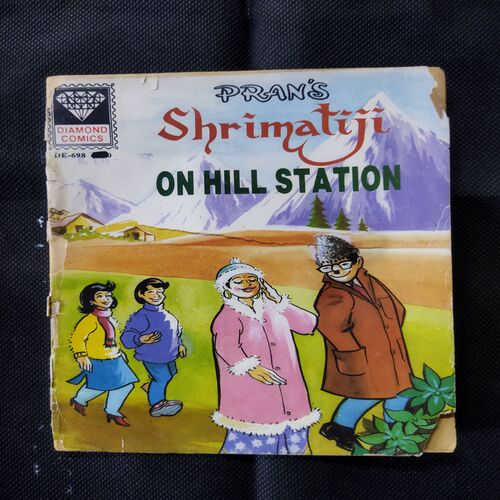 PRAN'S
Shrimatiji
ON HILL STATION
DIAMOND
COMICS
DE-698